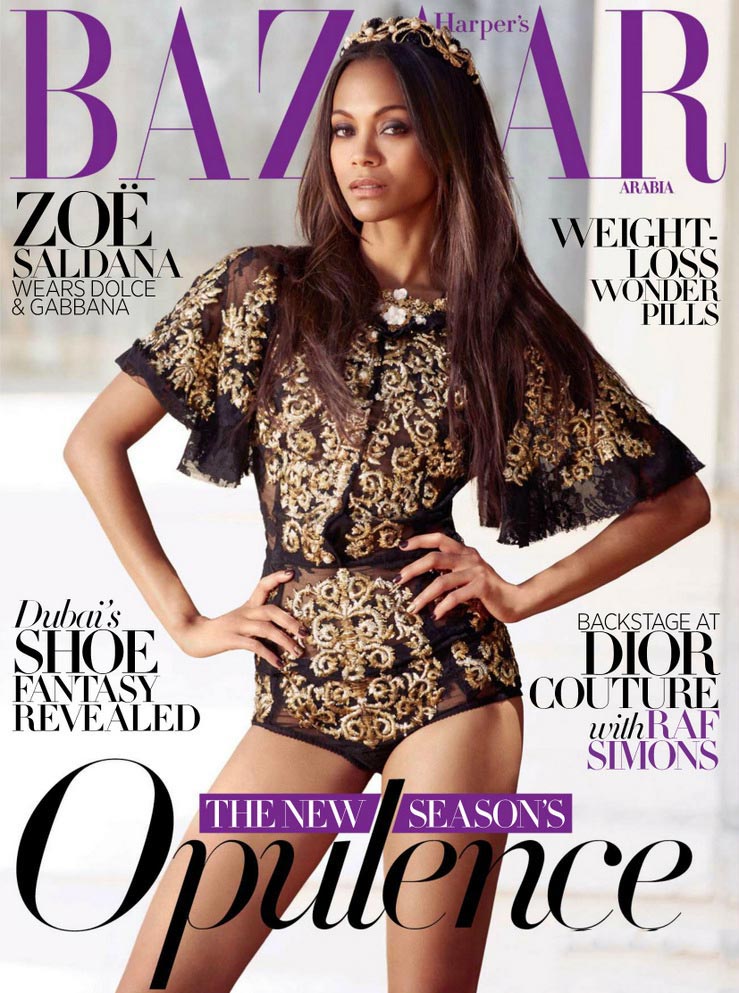 Harper's
BAZAAR
ARABIA
ZOË
SALDANA
WEARS DOLCE
& GABBANA
WEIGHT-
LOSS
WONDER
PILLS
Dubai's
SHOE
FANTASY
REVEALED
BACKSTAGE AT
DIOR
COUTURE
with RAF
SIMONS
THE NEW SEASON'S
Opulence